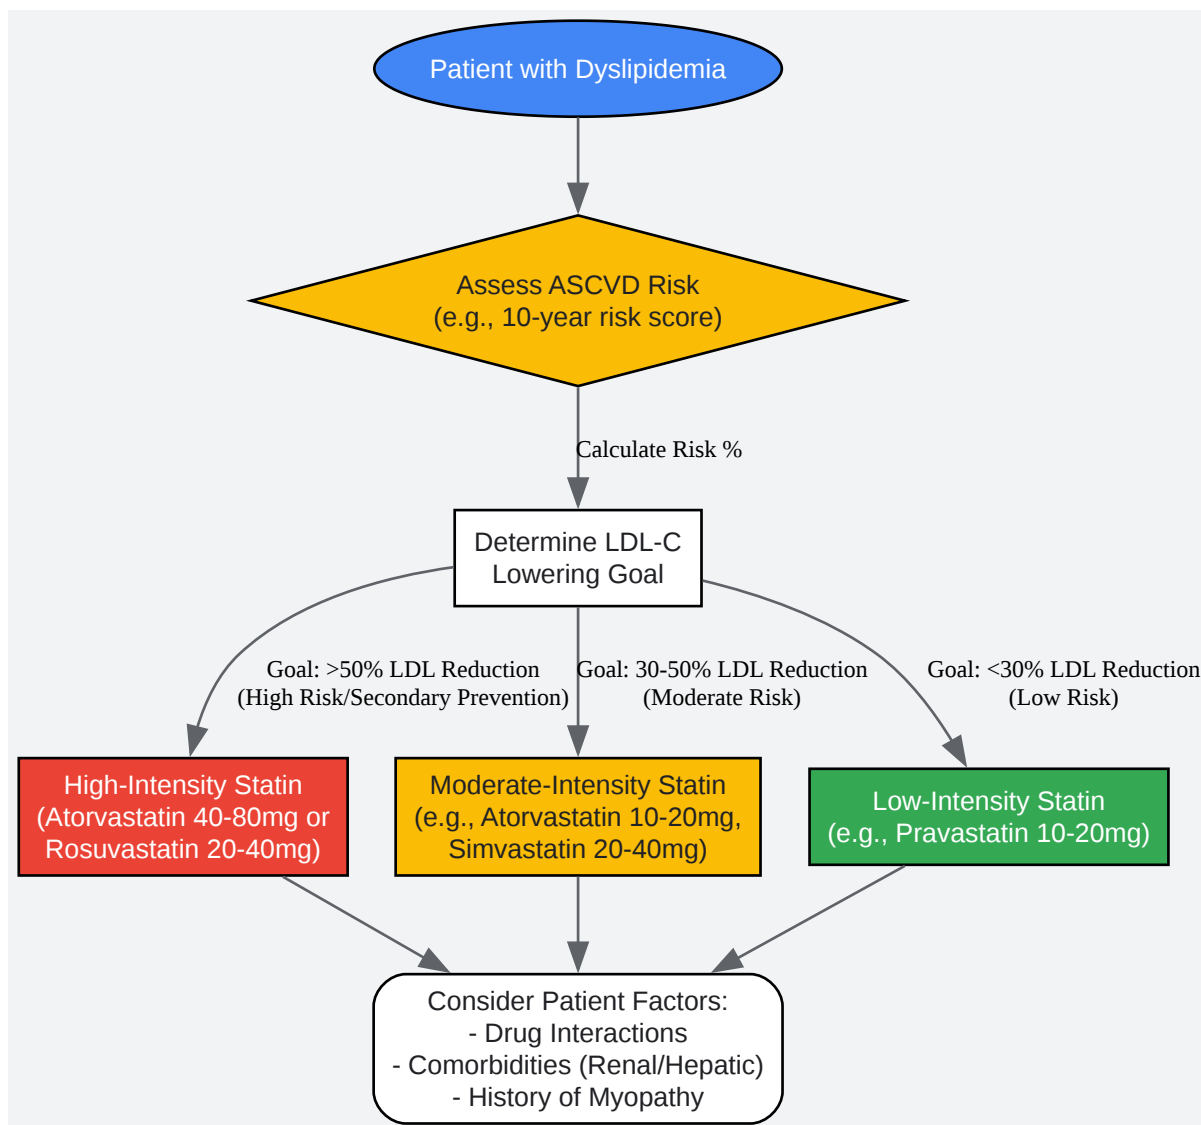 Patient with Dyslipidemia
Assess ASCVD Risk
(e.g., 10-year risk score)
Calculate Risk %
Determine LDL-C
Lowering Goal
Goal: >50% LDL Reduction
(High Risk/Secondary Prevention)
Goal: 30-50% LDL Reduction
(Moderate Risk)
Goal: <30% LDL Reduction
(Low Risk)
High-Intensity Statin
(Atorvastatin 40-80mg or
Rosuvastatin 20-40mg)
Moderate-Intensity Statin
(e.g., Atorvastatin 10-20mg,
Simvastatin 20-40mg)
Low-Intensity Statin
(e.g., Pravastatin 10-20mg)
Consider Patient Factors:
- Drug Interactions
- Comorbidities (Renal/Hepatic)
- History of Myopathy